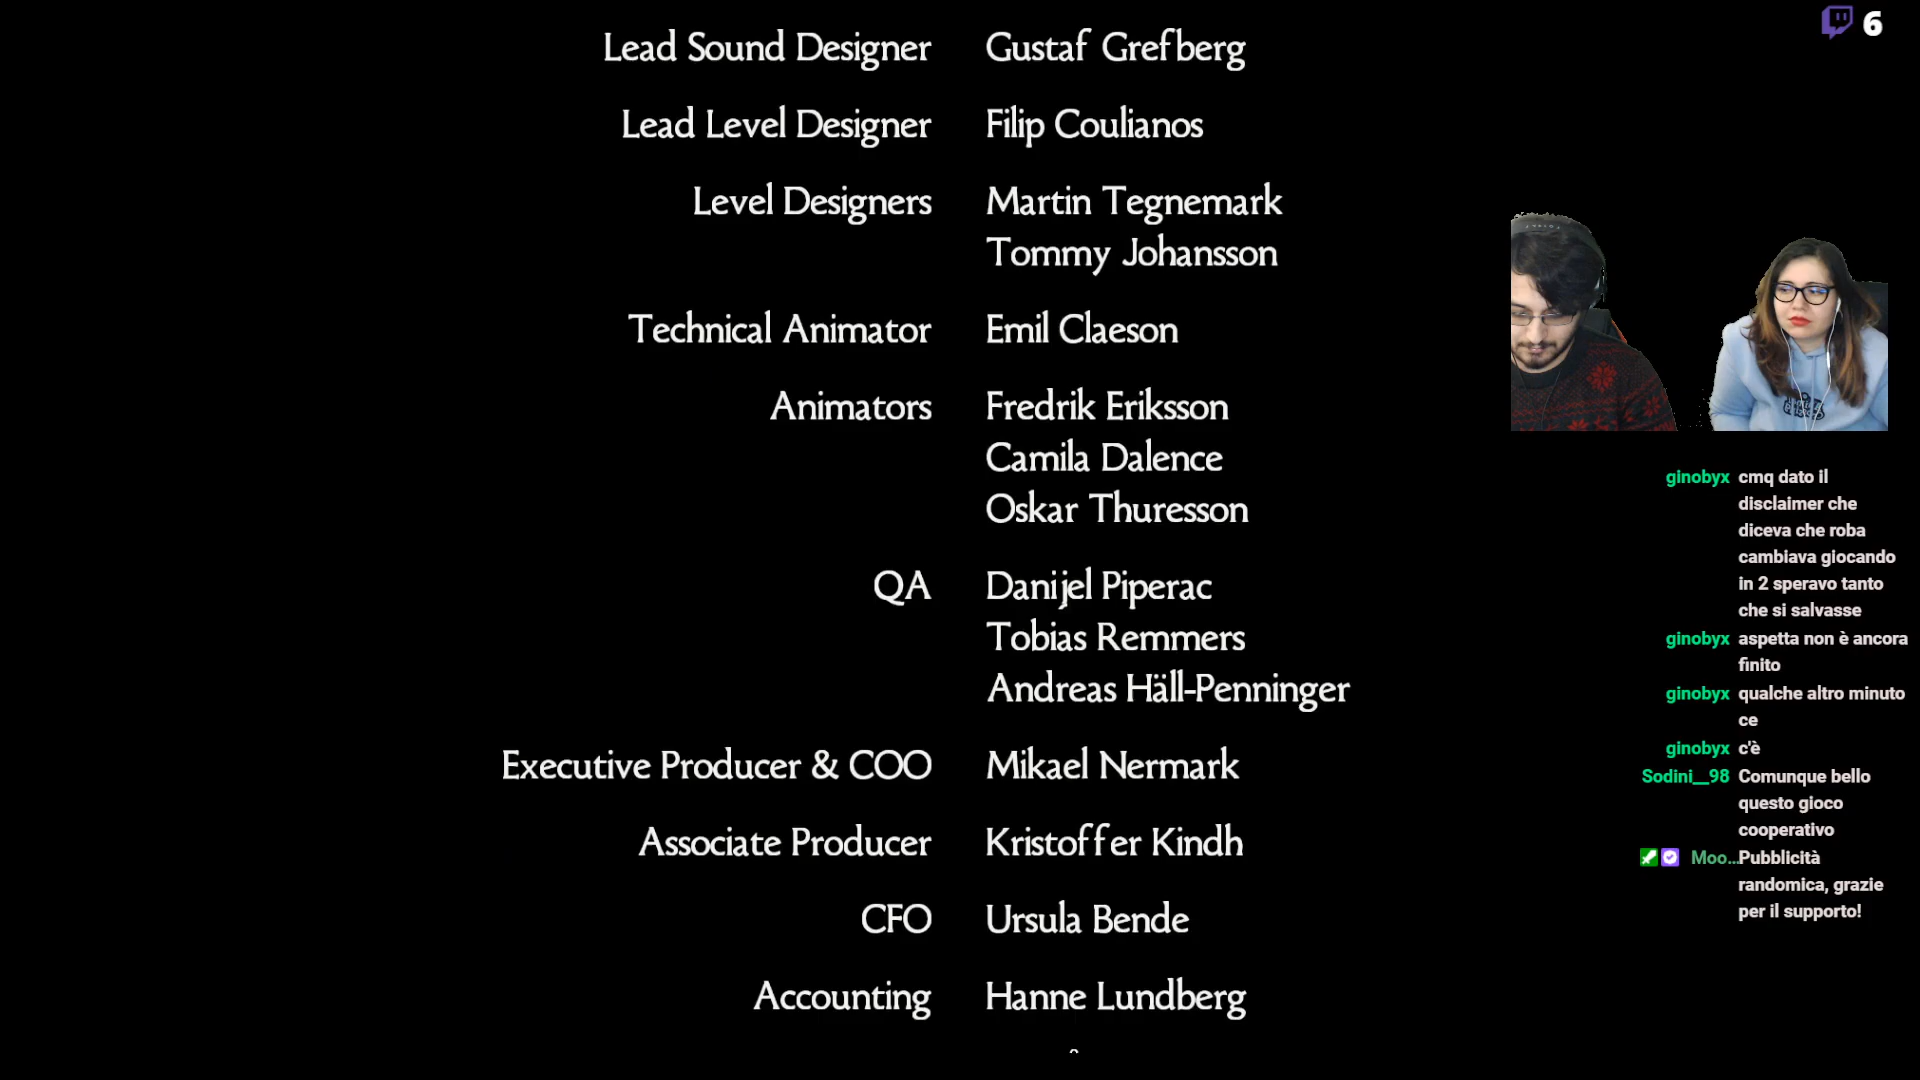 6
Lead Sound Designer Gustaf Grefberg
Lead Level Designer Filip Coulianos
Level Designers Martin Tegnemark
Tommy Johansson
Technical Animator Emil Claeson
Animators Fredrik Eriksson
Camila Dalence
Oskar Thuresson
QA Danijel Piperac
Tobias Remmers
Andreas Häll-Penninger
Executive Producer & COO Mikael Nermark
Associate Producer Kristoffer Kindh
CFO Ursula Bende
Accounting Hanne Lundberg
ginobyx cmq dato il
disclaimer che
diceva che roba
cambiava giocando
in 2 speravo tanto
che si salvasse
ginobyx aspetta non è ancora
finito
ginobyx qualche altro minuto
ce
ginobyx c'è
Sodini__98 Comunque bello
questo gioco
cooperativo
Moo... Pubblicità
randomica, grazie
per il supporto!